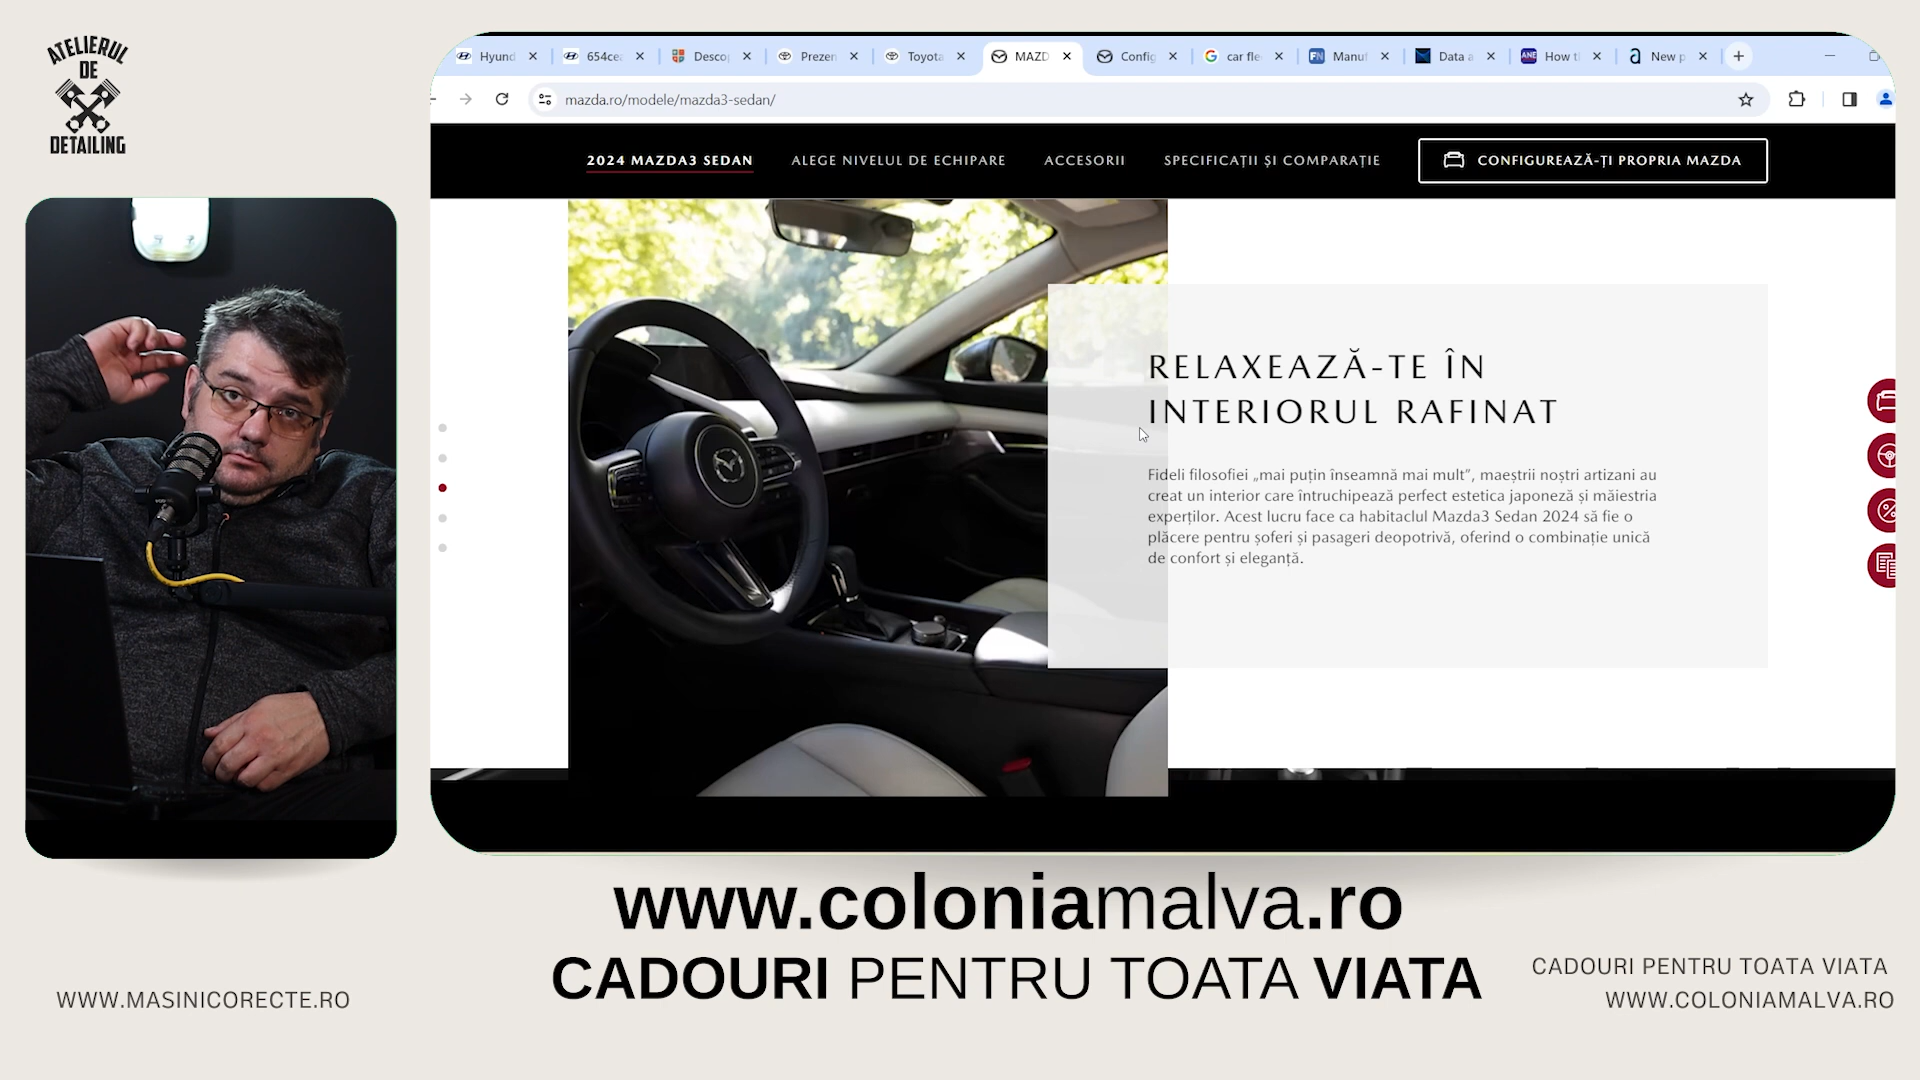 ATELIERUL
DE
DETAILING
Hyund
654ce
Desco
Prezen
Toyota
MAZD
Config
car fle
Manuf
Data a
How t
New p
mazda.ro/modele/mazda3-sedan/
2024 MAZDA3 SEDAN
ALEGE NIVELUL DE ECHIPARE
ACCESORII
SPECIFICAȚII ȘI COMPARAȚIE
CONFIGUREAZĂ-ȚI PROPRIA MAZDA
RELAXEAZĂ-TE ÎN
INTERIORUL RAFINAT
Fideli filosofiei „mai puțin înseamnă mai mult”, maeștrii noștri artizani au
creat un interior care întruchipează perfect estetica japoneză și măiestria
experților. Acest lucru face ca habitaclul Mazda3 Sedan 2024 să fie o
plăcere pentru șoferi și pasageri deopotrivă, oferind o combinație unică
de confort și eleganță.
www.coloniamalva.ro
CADOURI PENTRU TOATA VIATA
WWW.MASINICORECTE.RO
CADOURI PENTRU TOATA VIATA
WWW.COLONIAMALVA.RO